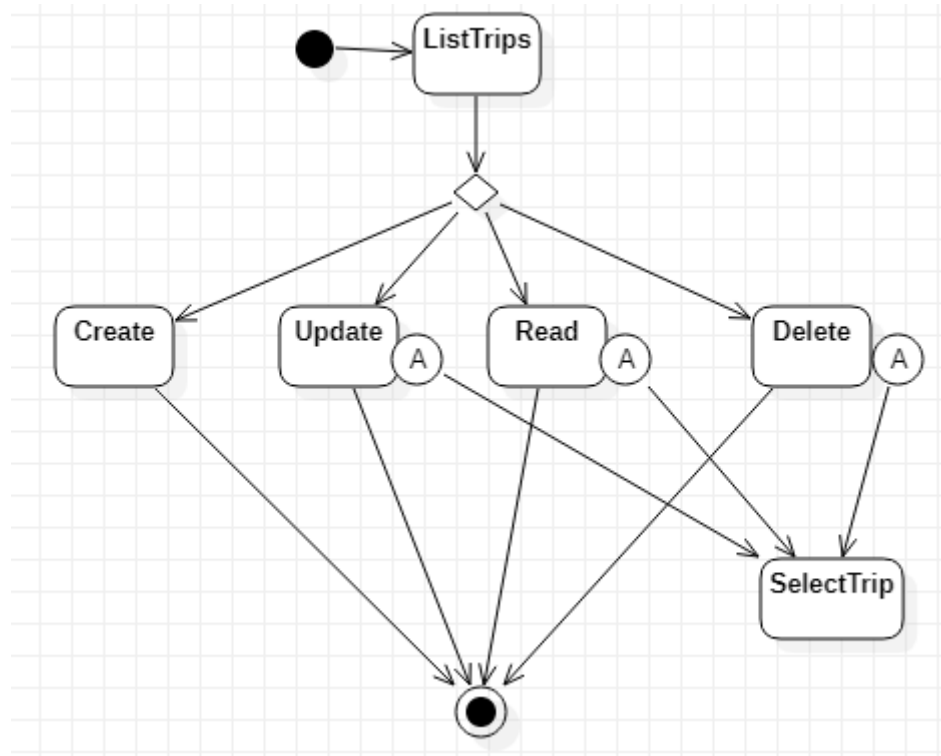 ListTrips
Create
Update
A
Read
A
Delete
A
SelectTrip